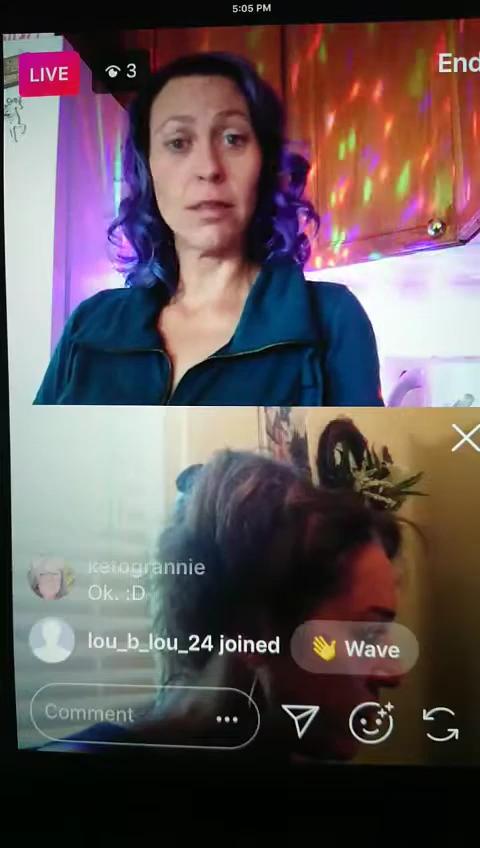 5:05 PM
LIVE
3
End
ketogrannie
Ok. :D
lou_b_lou_24 joined
👋 Wave
Comment